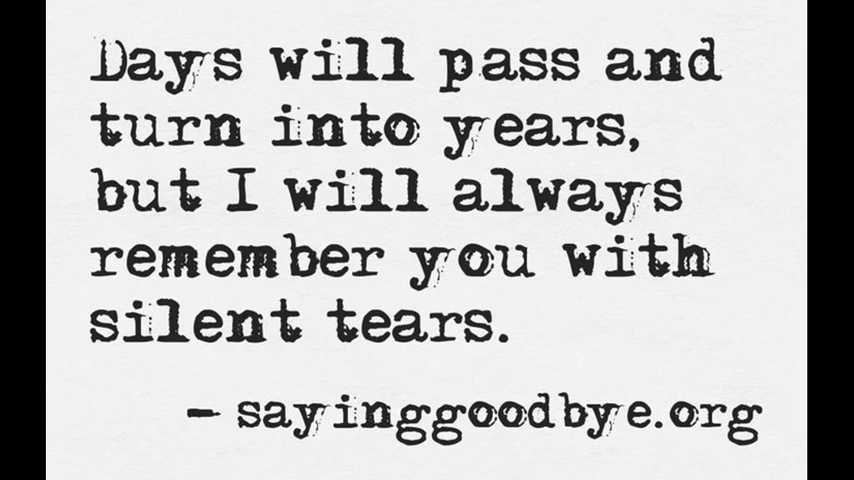 Days will pass and
turn into years,
but I will always
remember you with
silent tears.
- sayinggoodbye.org